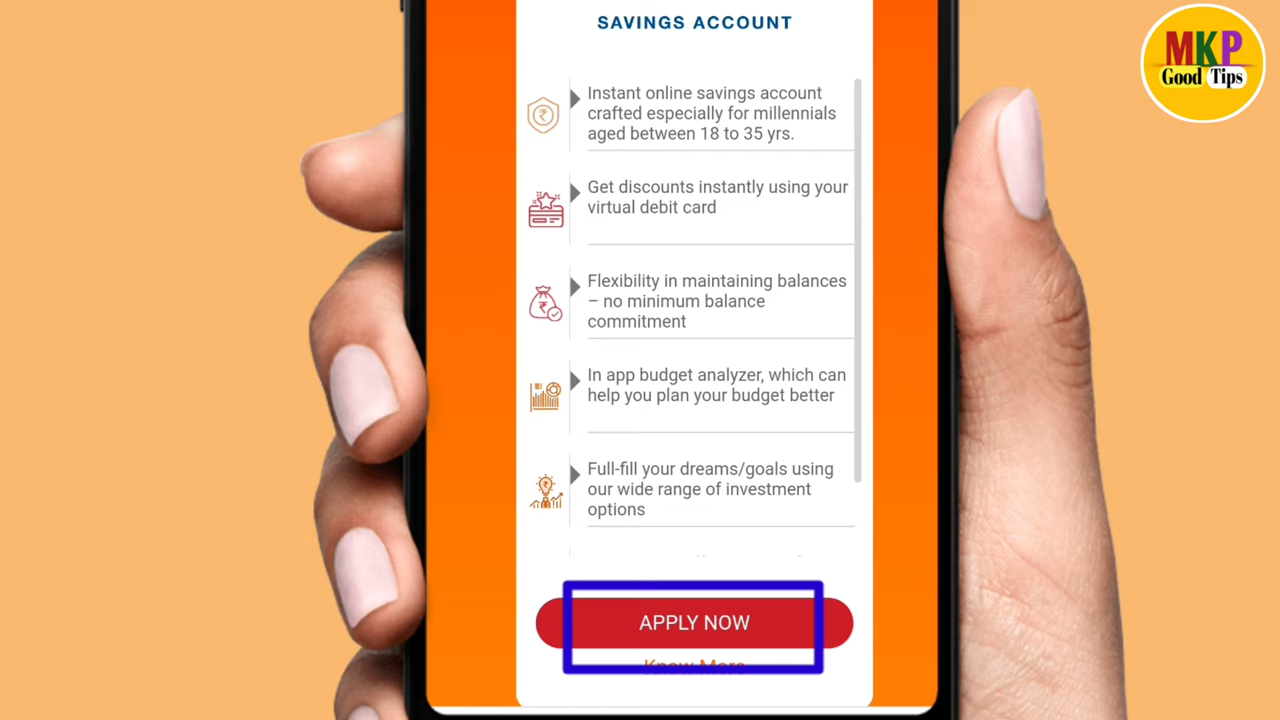 SAVINGS ACCOUNT
MKP
Good Tips
Instant online savings account
crafted especially for millennials
aged between 18 to 35 yrs.
Get discounts instantly using your
virtual debit card
Flexibility in maintaining balances
– no minimum balance
commitment
In app budget analyzer, which can
help you plan your budget better
Full-fill your dreams/goals using
our wide range of investment
options
APPLY NOW
Know More